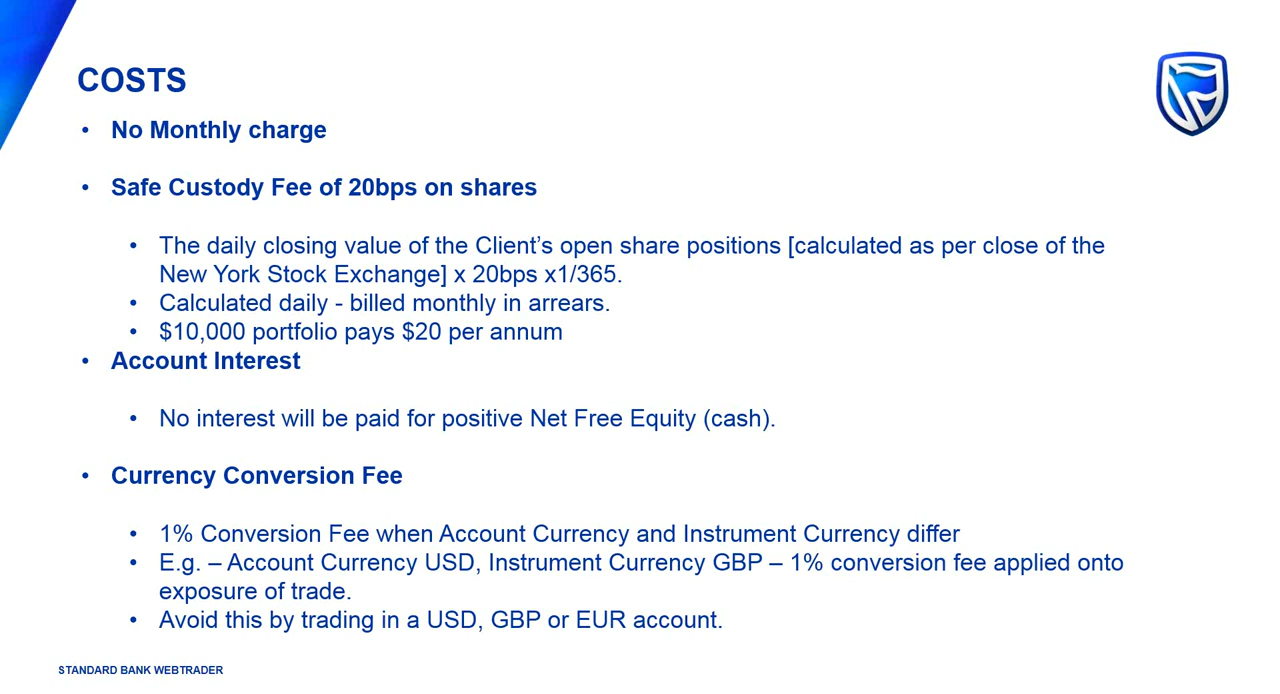 COSTS
• No Monthly charge
• Safe Custody Fee of 20bps on shares
• The daily closing value of the Client’s open share positions [calculated as per close of the
New York Stock Exchange] x 20bps x1/365.
• Calculated daily - billed monthly in arrears.
• $10,000 portfolio pays $20 per annum
• Account Interest
• No interest will be paid for positive Net Free Equity (cash).
• Currency Conversion Fee
• 1% Conversion Fee when Account Currency and Instrument Currency differ
• E.g. – Account Currency USD, Instrument Currency GBP – 1% conversion fee applied onto
exposure of trade.
• Avoid this by trading in a USD, GBP or EUR account.
STANDARD BANK WEBTRADER